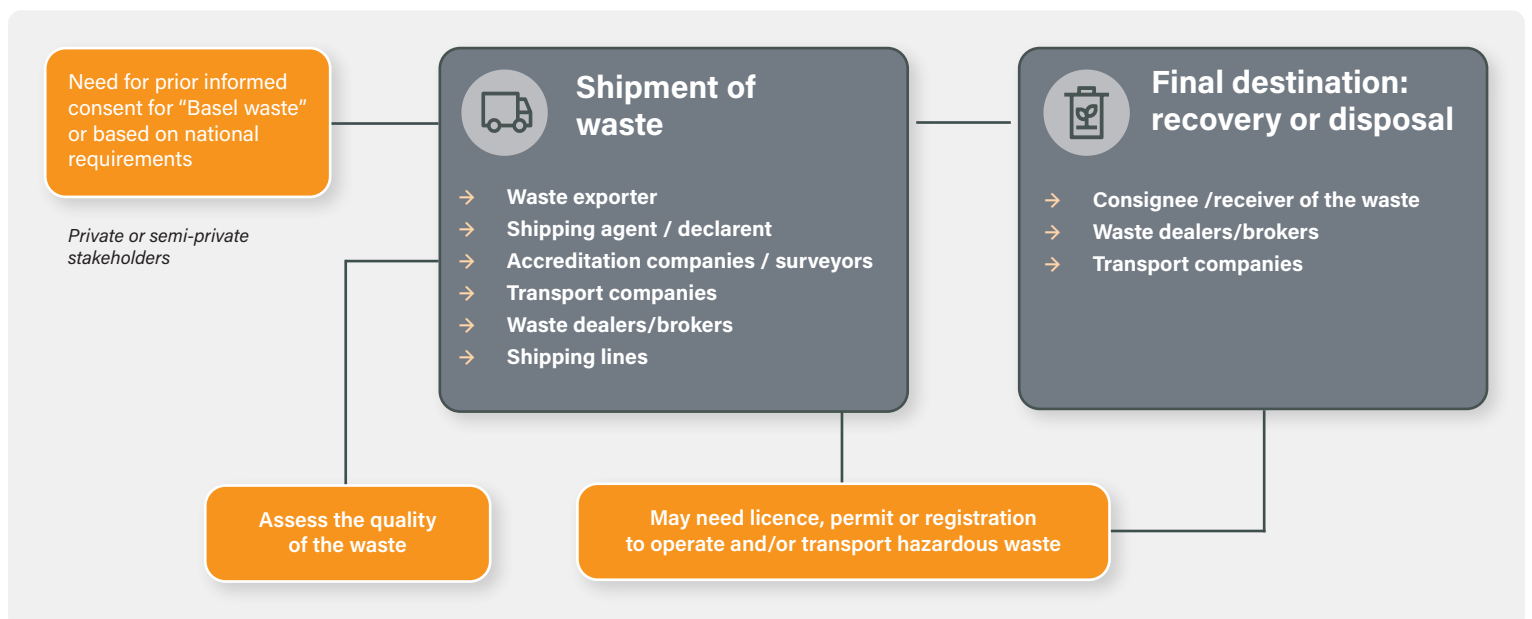 Need for prior informed
consent for “Basel waste”
or based on national
requirements
Private or semi-private
stakeholders
Shipment of
waste
→ Waste exporter
→ Shipping agent / declarent
→ Accreditation companies / surveyors
→ Transport companies
→ Waste dealers/brokers
→ Shipping lines
Final destination:
recovery or disposal
→ Consignee /receiver of the waste
→ Waste dealers/brokers
→ Transport companies
Assess the quality
of the waste
May need licence, permit or registration
to operate and/or transport hazardous waste